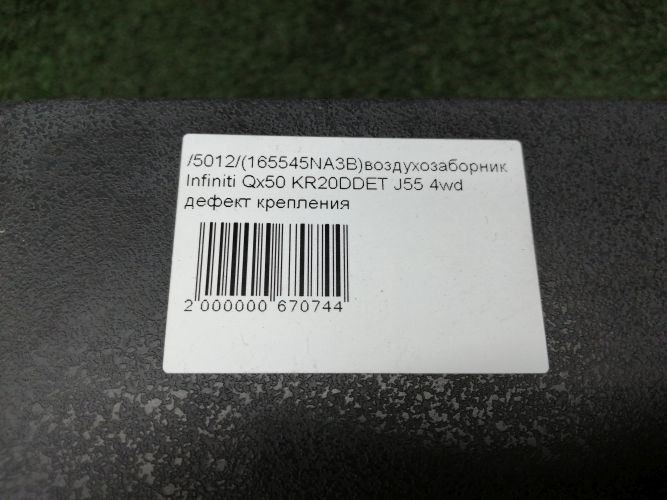 /5012/(165545NA3B)воздухозаборник
Infiniti Qx50 KR20DDET J55 4wd
дефект крепления
2 000000 670744